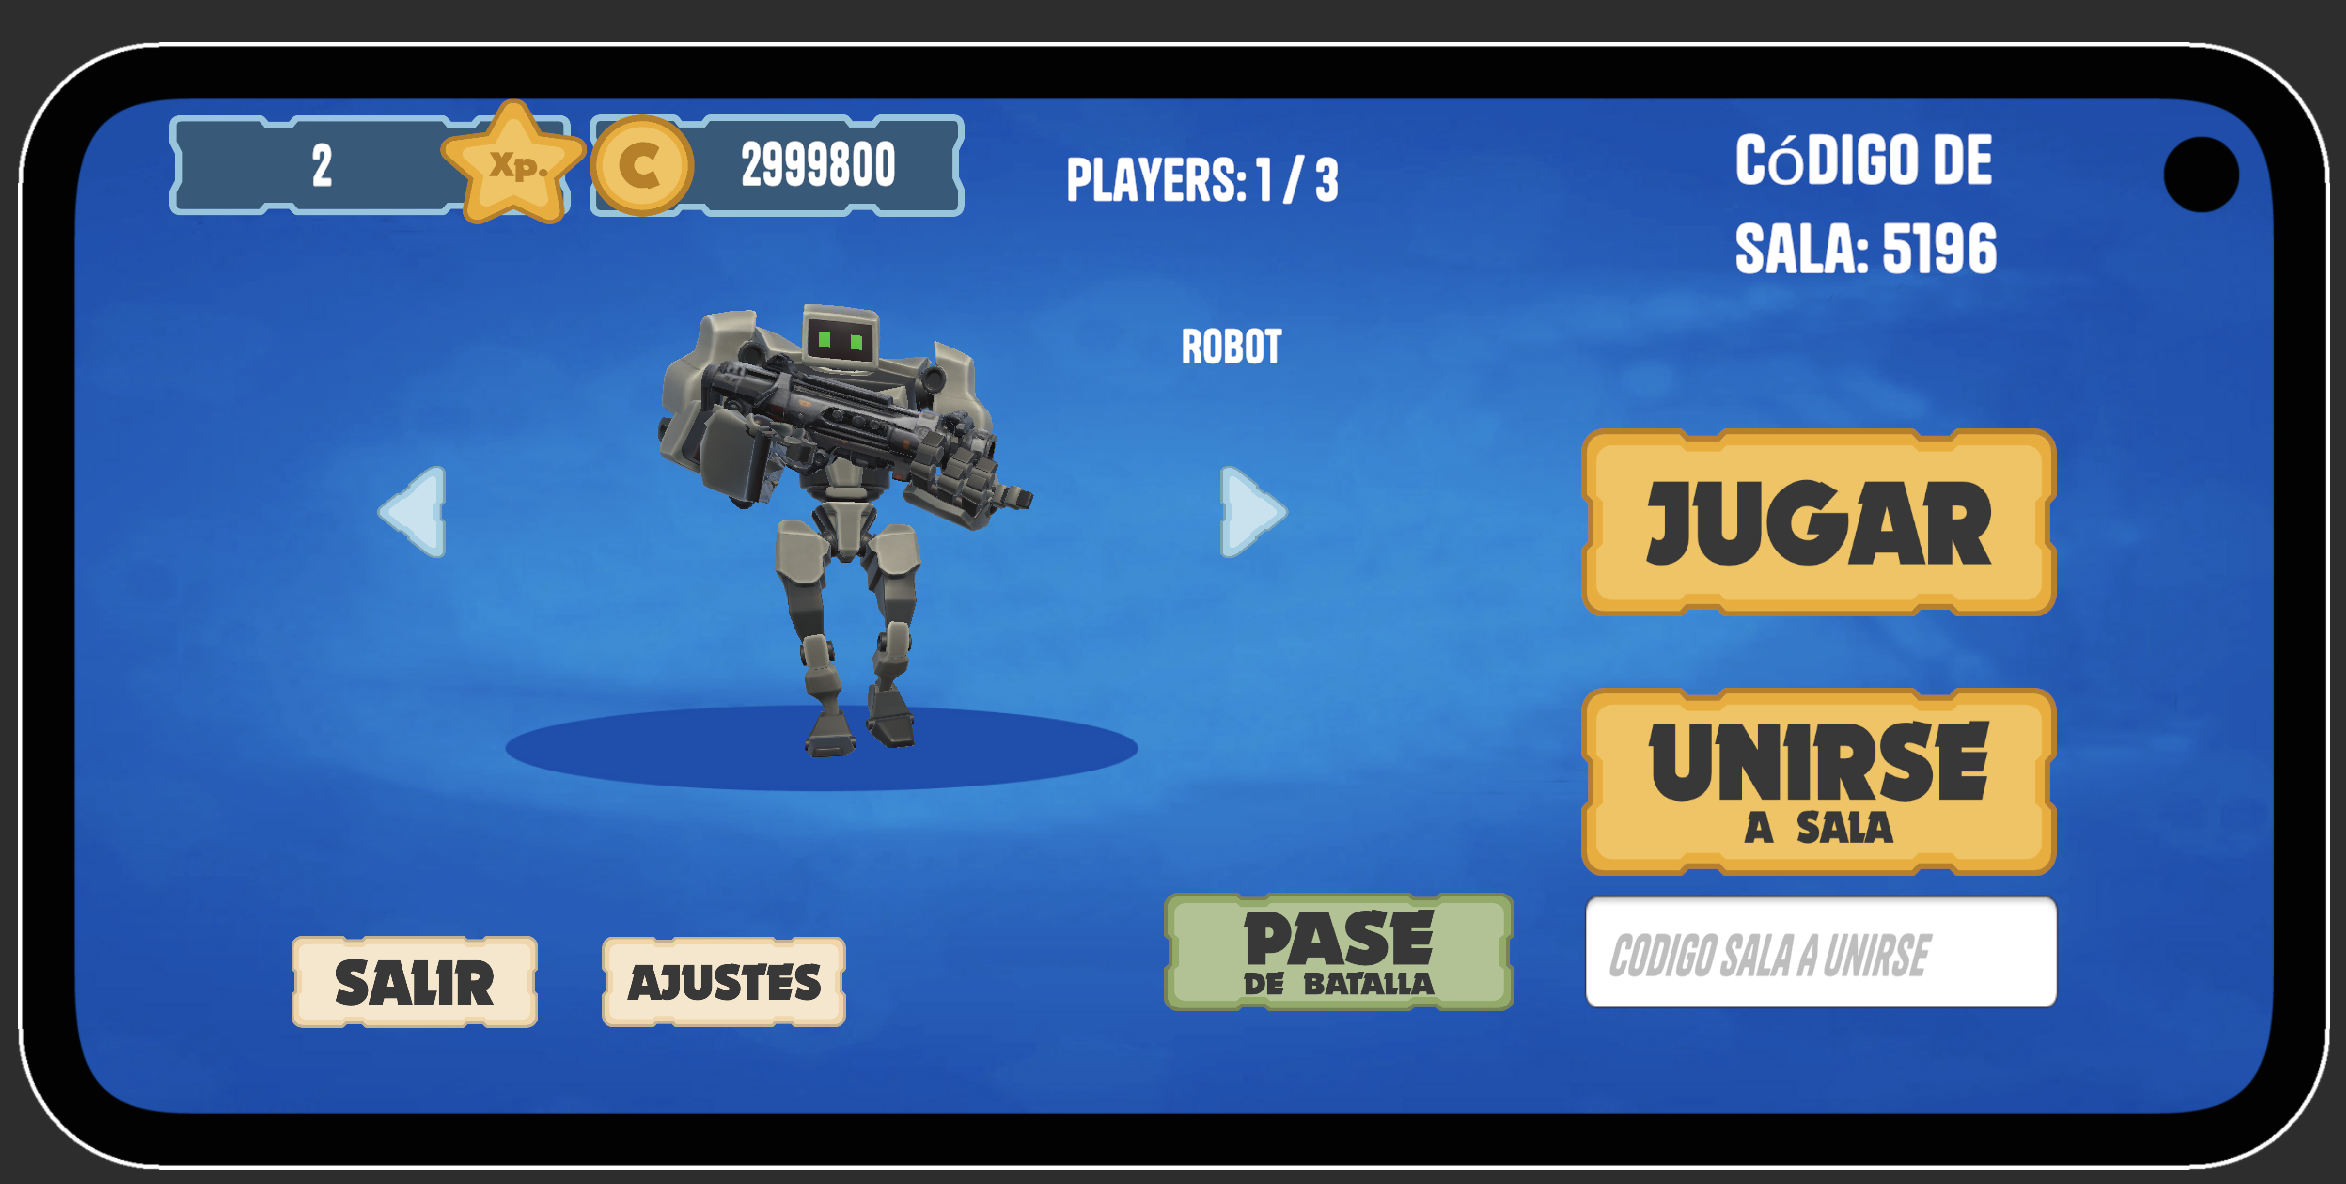 2
Xp.
C
2999800
PLAYERS: 1 / 3
CóDIGO DE
SALA: 5196
ROBOT
JUGAR
UNIRSE
A SALA
PASE
DE BATALLA
CODIGO SALA A UNIRSE
SALIR
AJUSTES